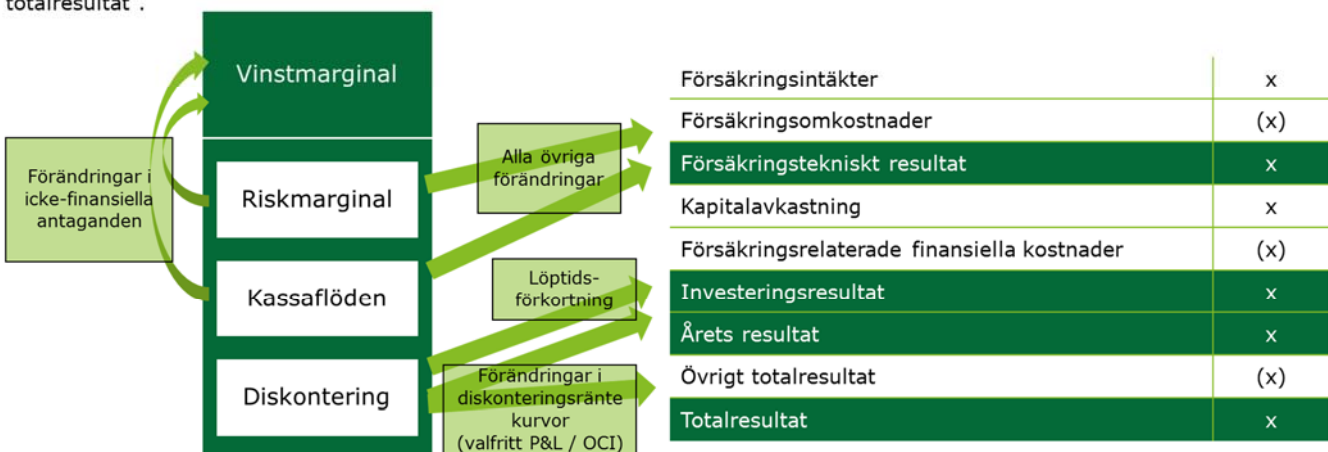 totalresultat .
Vinstmarginal
Förändringar i
icke-finansiella
antaganden
Riskmarginal
Kassaflöden
Diskontering
Alla övriga
förändringar
Löptids-
förkortning
Förändringar i
diskonteringsränte
kurvor
(valfritt P&L / OCI)
Försäkringsintäkter x
Försäkringsomkostnader (x)
Försäkringstekniskt resultat x
Kapitalavkastning x
Försäkringsrelaterade finansiella kostnader (x)
Investeringsresultat x
Årets resultat x
Övrigt totalresultat (x)
Totalresultat x